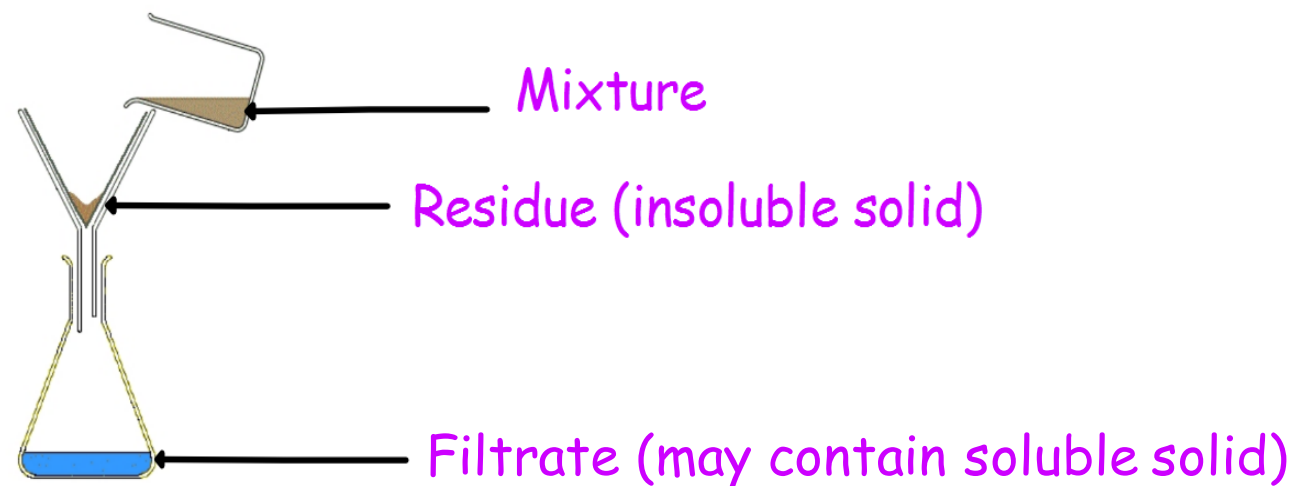 Mixture
Residue (insoluble solid)
Filtrate (may contain soluble solid)